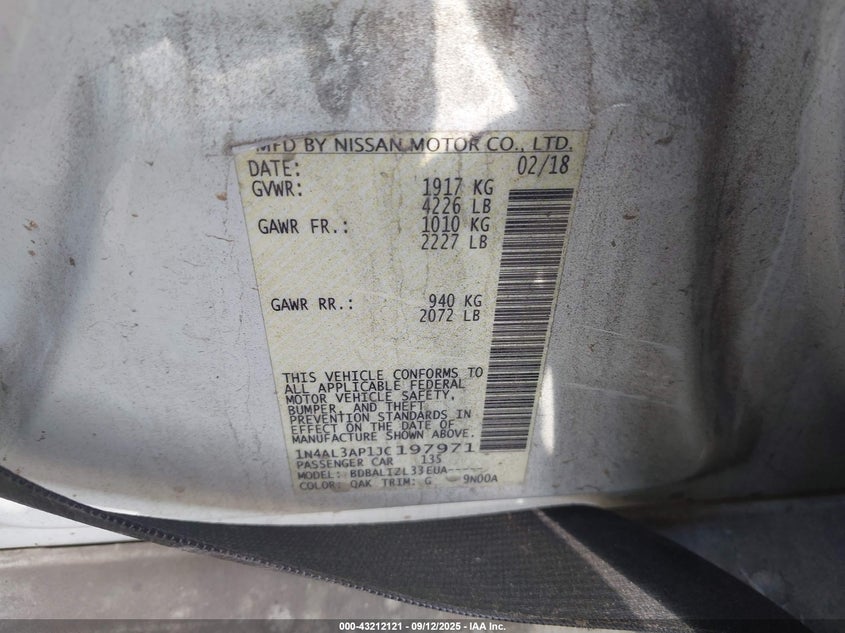 MFD BY NISSAN MOTOR CO., LTD.
DATE: 02/18
GVWR: 1917 KG
4226 LB
GAWR FR.: 1010 KG
2227 LB
GAWR RR.: 940 KG
2072 LB
THIS VEHICLE CONFORMS TO
ALL APPLICABLE FEDERAL
MOTOR VEHICLE SAFETY,
BUMPER, AND THEFT
PREVENTION STANDARDS IN
EFFECT ON THE DATE OF
MANUFACTURE SHOWN ABOVE.
1N4AL3AP1JC197971
PASSENGER CAR 135
MODEL: BDBALIZL33EUA-----
COLOR: QAK TRIM: G 9N00A
000-43212121 - 09/12/2025 - IAA Inc.